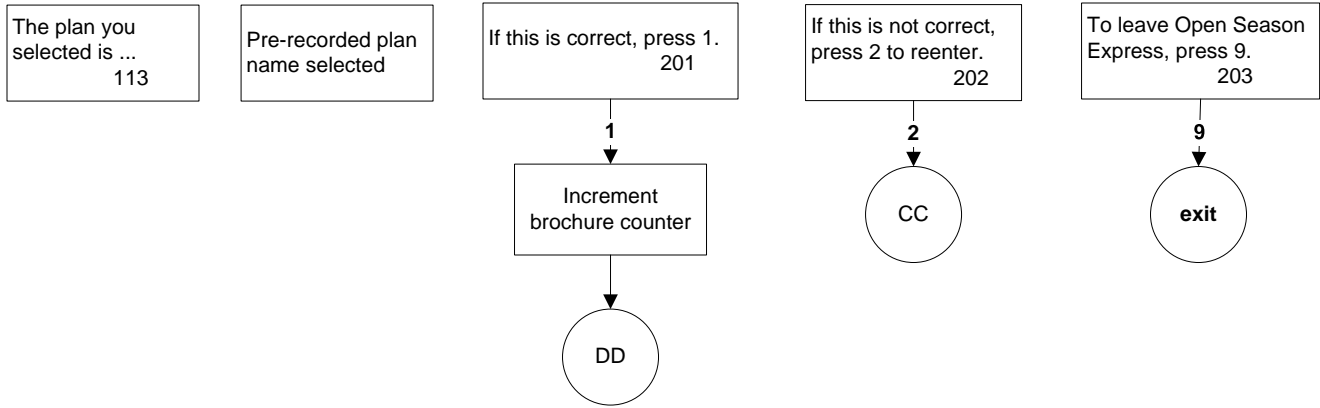 The plan you
selected is ...
113
Pre-recorded plan
name selected
If this is correct, press 1.
201
If this is not correct,
press 2 to reenter.
202
To leave Open Season
Express, press 9.
203
1
2
9
Increment
brochure counter
CC
exit
DD